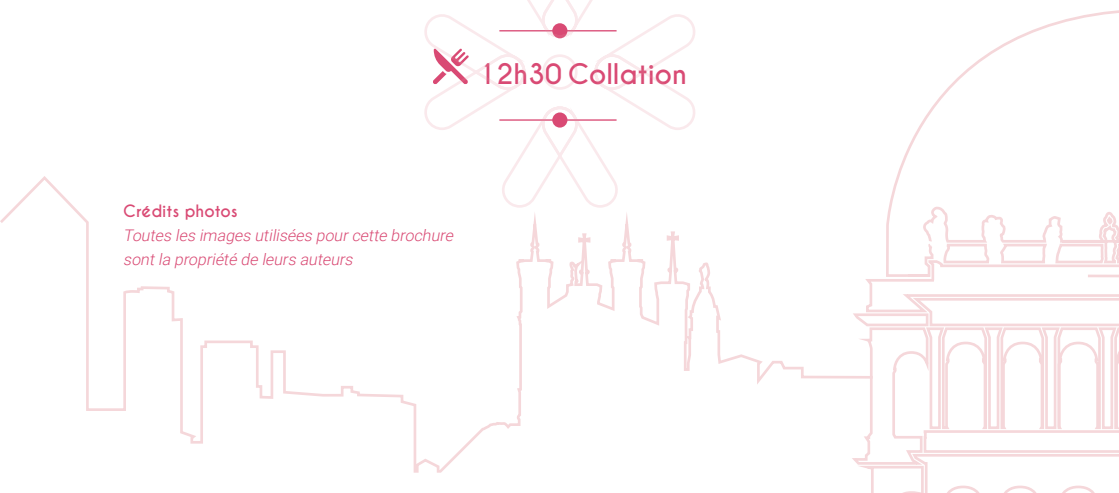 12h30 Collation
Crédits photos
Toutes les images utilisées pour cette brochure
sont la propriété de leurs auteurs